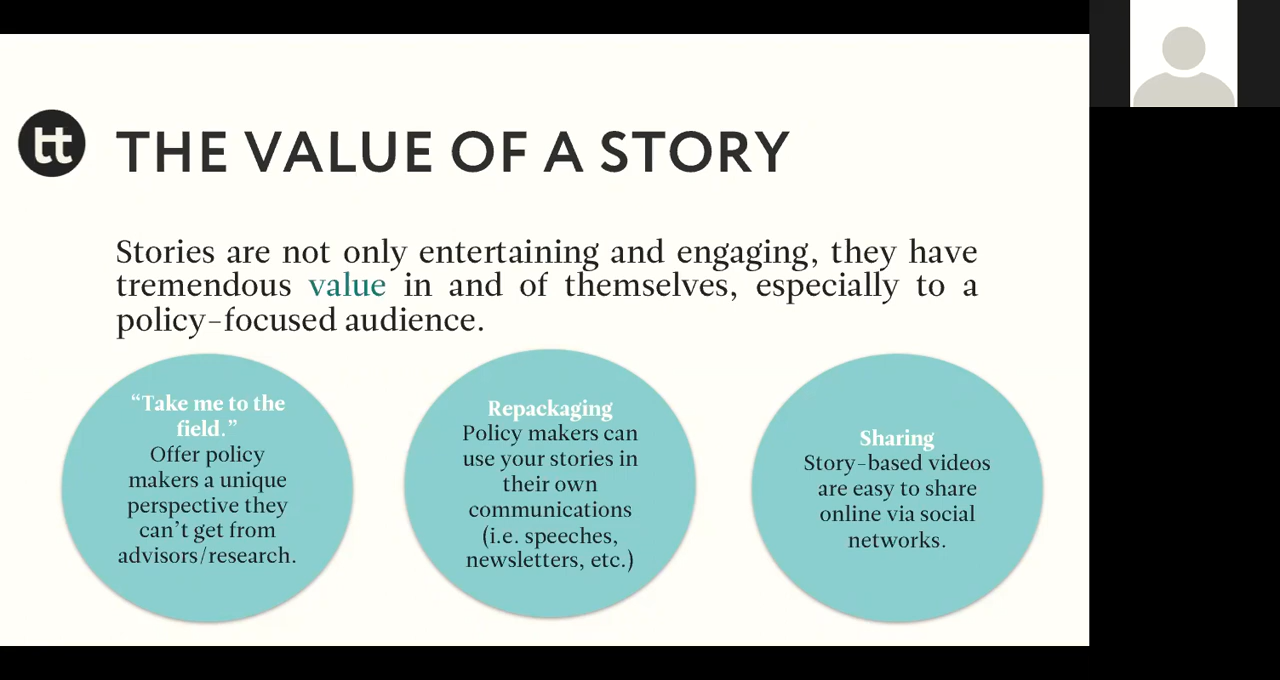 tt
THE VALUE OF A STORY
Stories are not only entertaining and engaging, they have
tremendous value in and of themselves, especially to a
policy-focused audience.
“Take me to the
field.”
Offer policy
makers a unique
perspective they
can’t get from
advisors/research.
Repackaging
Policy makers can
use your stories in
their own
communications
(i.e. speeches,
newsletters, etc.)
Sharing
Story-based videos
are easy to share
online via social
networks.